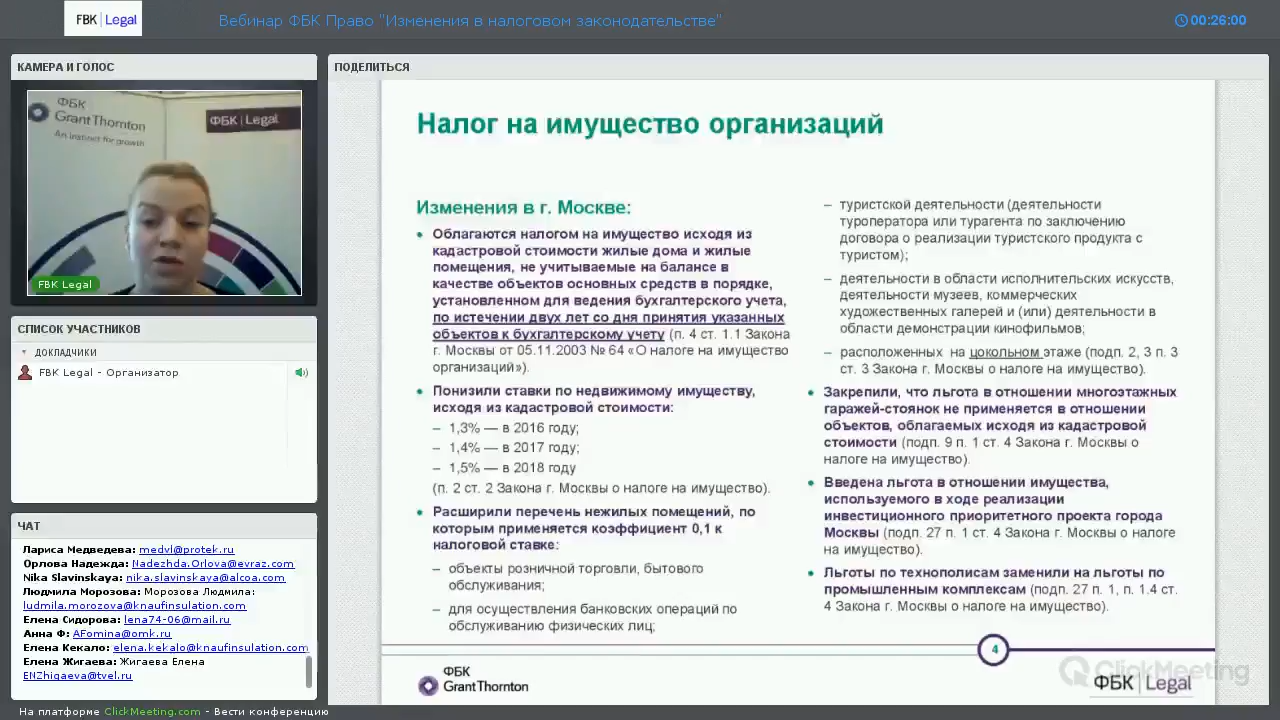 FBK Legal
Вебинар ФБК Право "Изменения в налоговом законодательстве"
00:26:00
КАМЕРА И ГОЛОС
ФБК
Grant Thornton
An instinct for growth
ФБК Legal
FBK Legal
СПИСОК УЧАСТНИКОВ
ДОКЛАДЧИКИ
FBK Legal - Организатор
ЧАТ
Лариса Медведева: medvl@protek.ru
Орлова Надежда: Nadezhda.Orlova@evraz.com
Nika Slavinskaya: nika.slavinskaya@alcoa.com
Людмила Морозова: Морозова Людмила:
ludmila.morozova@knaufinsulation.com
Елена Сидорова: lena74-06@mail.ru
Анна Ф: AFomina@omk.ru
Елена Кекало: elena.kekalo@knaufinsulation.com
Елена Жигаева: Жигаева Елена
ENZhigaeva@tvel.ru
ПОДЕЛИТЬСЯ
Налог на имущество организаций
Изменения в г. Москве:
Облагаются налогом на имущество исходя из
кадастровой стоимости жилые дома и жилые
помещения, не учитываемые на балансе в
качестве объектов основных средств в порядке,
установленном для ведения бухгалтерского учета,
по истечении двух лет со дня принятия указанных
объектов к бухгалтерскому учету (п. 4 ст. 1.1 Закона
г. Москвы от 05.11.2003 № 64 «О налоге на имущество
организаций»).
Понизили ставки по недвижимому имуществу,
исходя из кадастровой стоимости:
– 1,3% — в 2016 году;
– 1,4% — в 2017 году;
– 1,5% — в 2018 году
(п. 2 ст. 2 Закона г. Москвы о налоге на имущество).
Расширили перечень нежилых помещений, по
которым применяется коэффициент 0,1 к
налоговой ставке:
– объекты розничной торговли, бытового
обслуживания;
– для осуществления банковских операций по
обслуживанию физических лиц;
– туристской деятельности (деятельности
туроператора или турагента по заключению
договора о реализации туристского продукта с
туристом);
– деятельности в области исполнительских искусств,
деятельности музеев, коммерческих
художественных галерей и (или) деятельности в
области демонстрации кинофильмов;
– расположенных на цокольном этаже (подп. 2, 3 п. 3
ст. 3 Закона г. Москвы о налоге на имущество).
Закрепили, что льгота в отношении многоэтажных
гаражей-стоянок не применяется в отношении
объектов, облагаемых исходя из кадастровой
стоимости (подп. 9 п. 1 ст. 4 Закона г. Москвы о
налоге на имущество).
Введена льгота в отношении имущества,
используемого в ходе реализации
инвестиционного приоритетного проекта города
Москвы (подп. 27 п. 1 ст. 4 Закона г. Москвы о налоге
на имущество).
Льготы по технополисам заменили на льготы по
промышленным комплексам (подп. 27 п. 1, п. 1.4 ст.
4 Закона г. Москвы о налоге на имущество).
4
ФБК
Grant Thornton
ClickMeeting
ФБК Legal
На платформе ClickMeeting.com - Вести конференцию